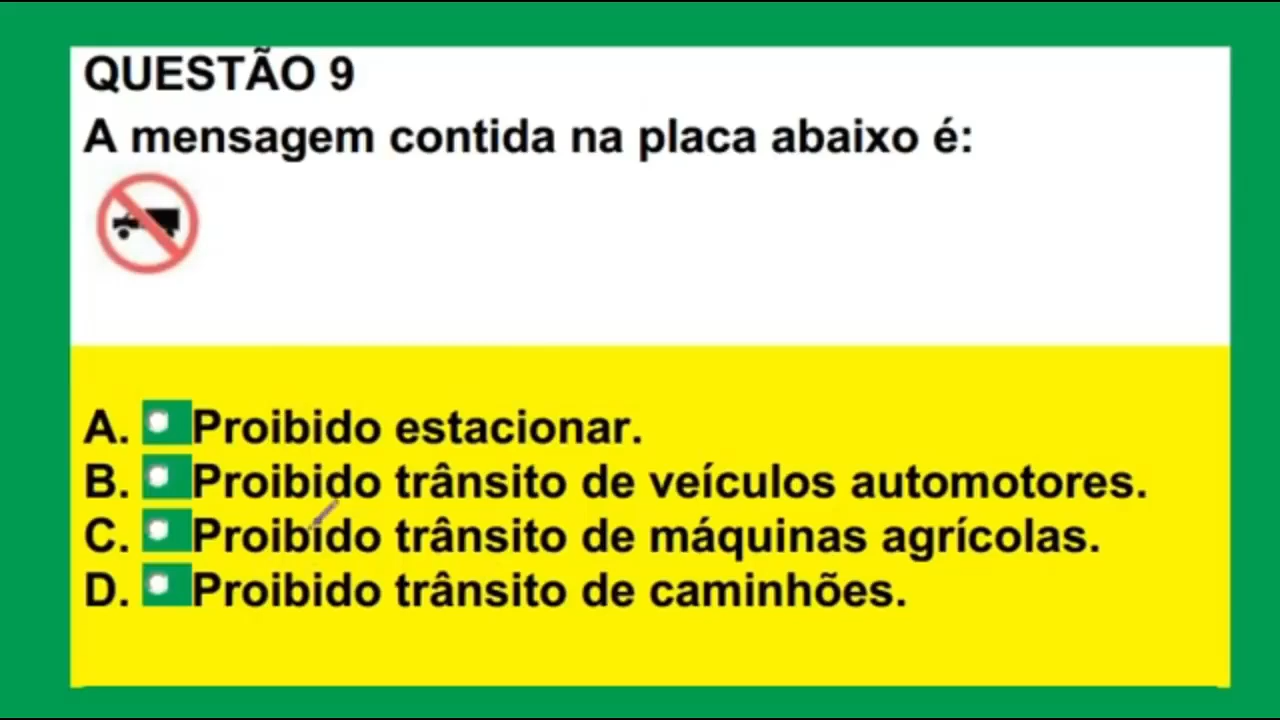 QUESTÃO 9
A mensagem contida na placa abaixo é:
A. Proibido estacionar.
B. Proibido trânsito de veículos automotores.
C. Proibido trânsito de máquinas agrícolas.
D. Proibido trânsito de caminhões.